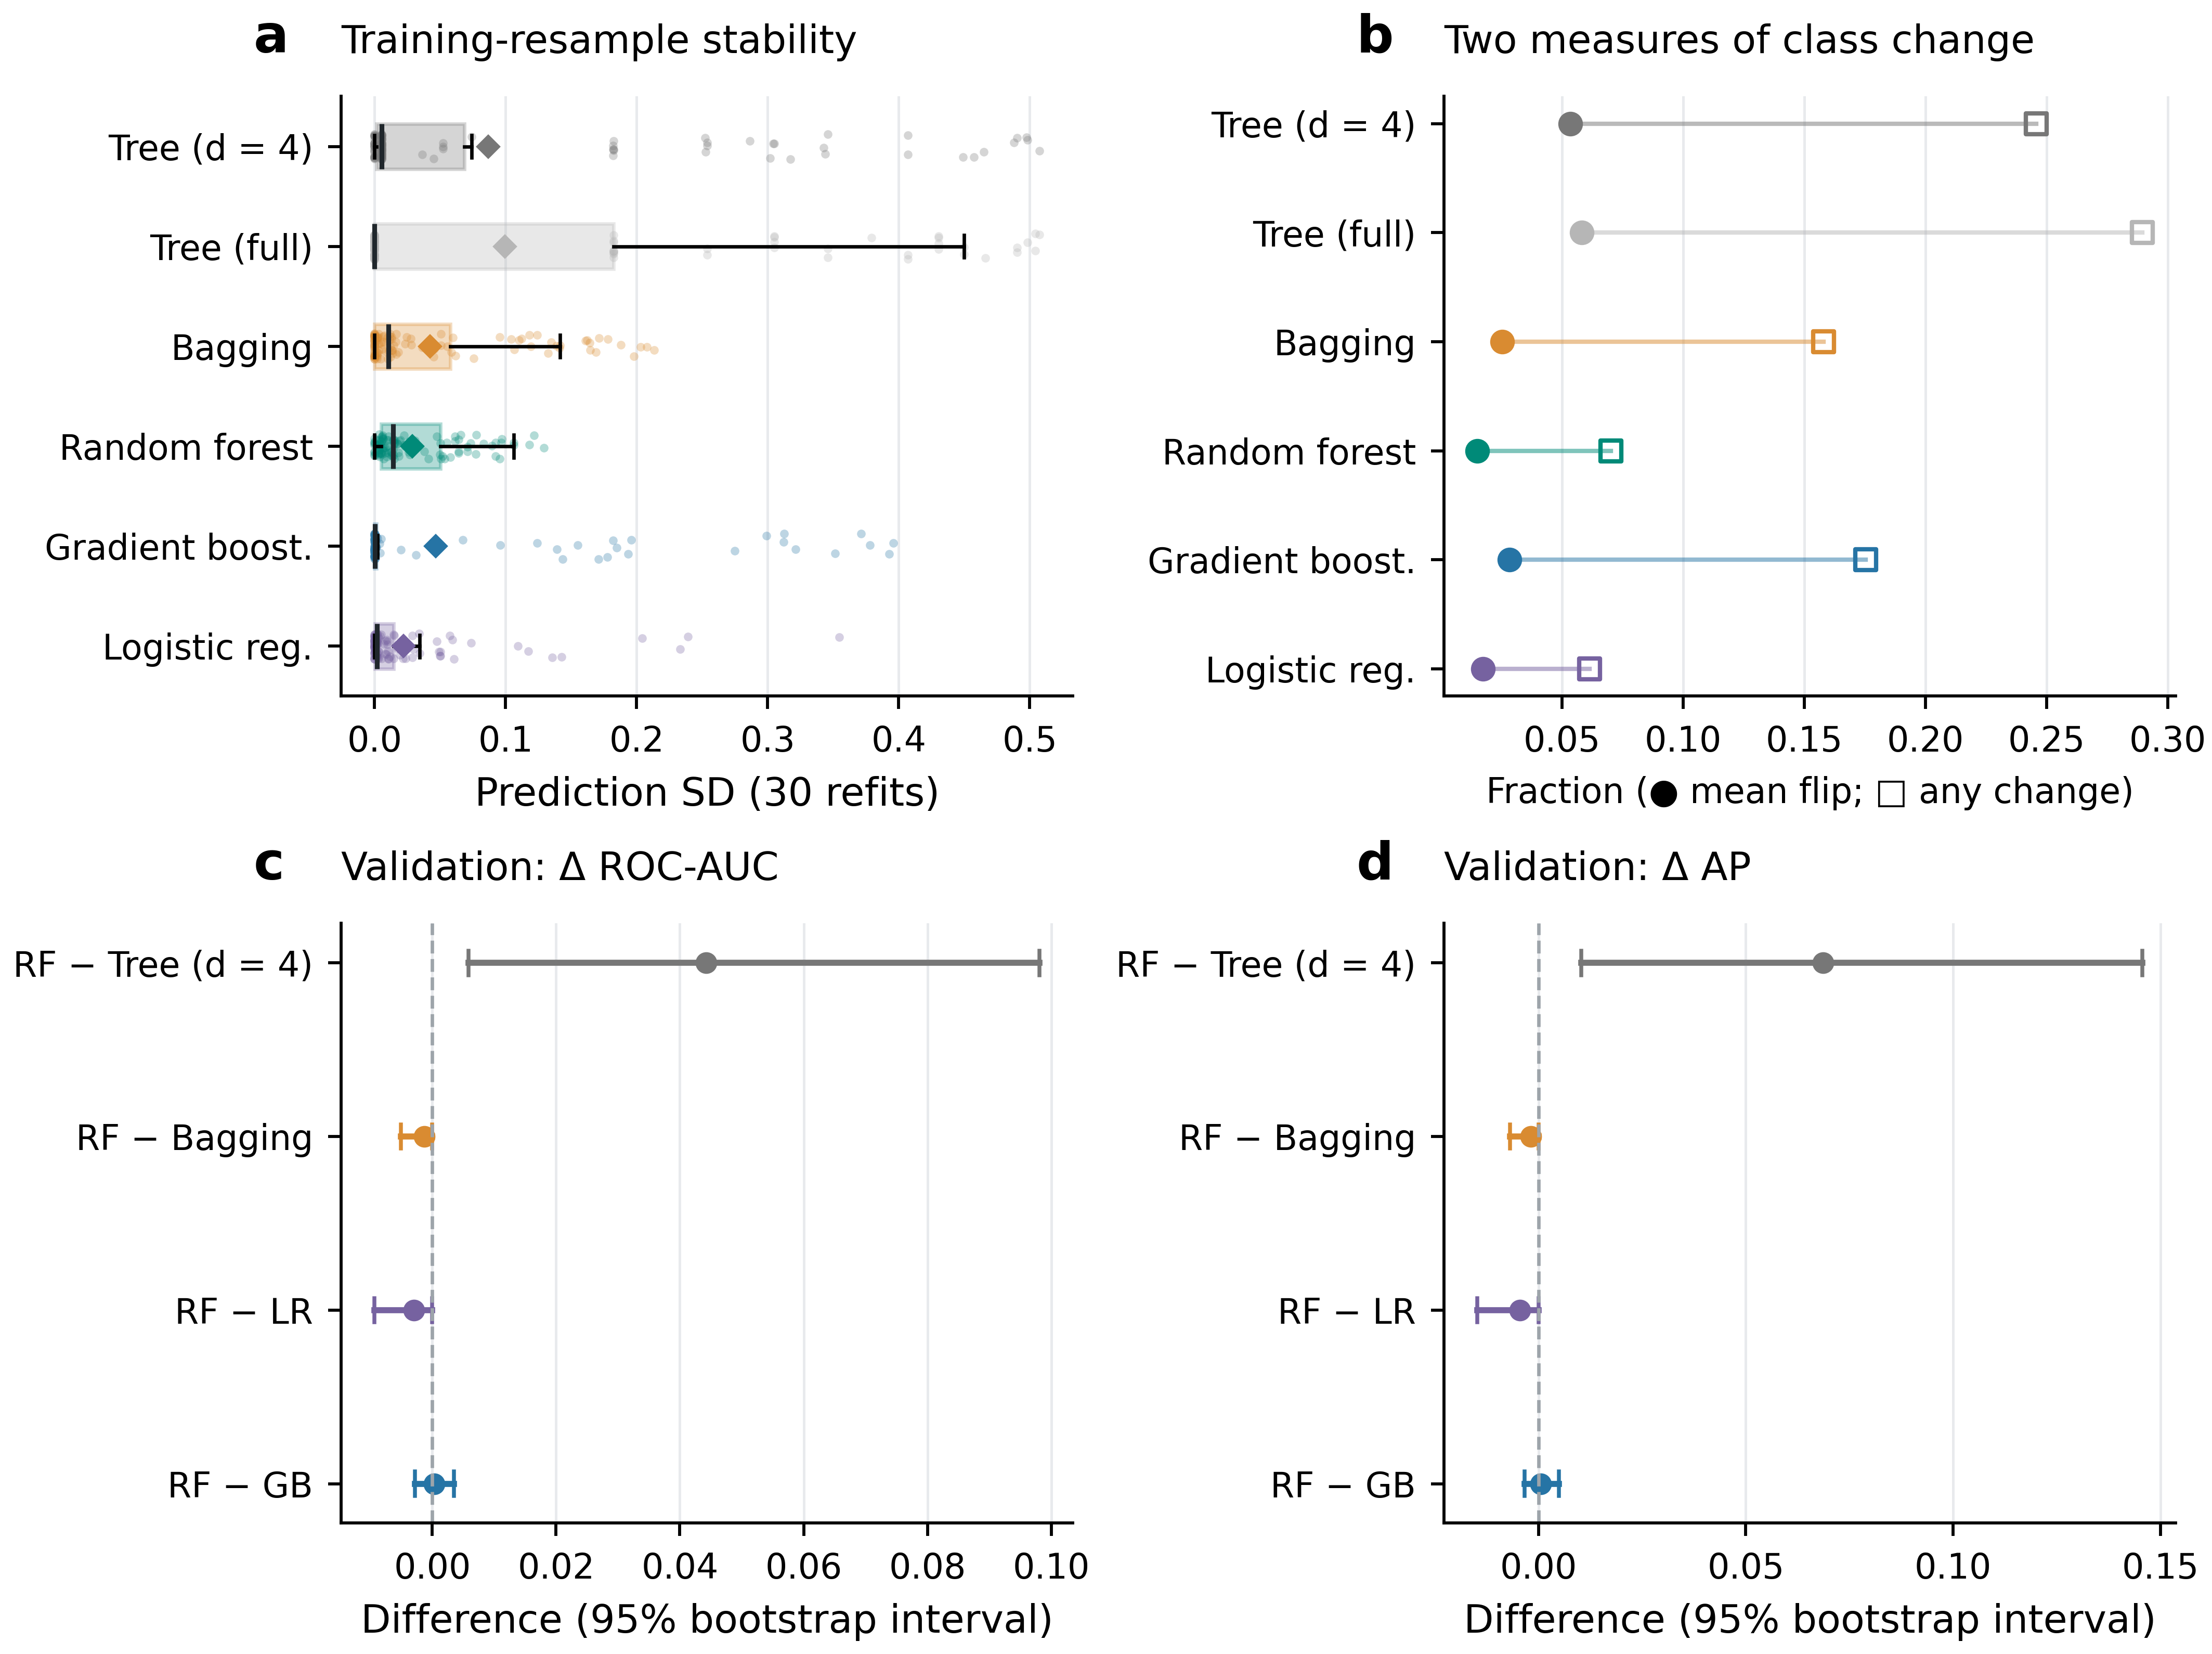 a Training-resample stability
Tree (d = 4)
Tree (full)
Bagging
Random forest
Gradient boost.
Logistic reg.
0.0 0.1 0.2 0.3 0.4 0.5
Prediction SD (30 refits)
b Two measures of class change
Tree (d = 4)
Tree (full)
Bagging
Random forest
Gradient boost.
Logistic reg.
0.05 0.10 0.15 0.20 0.25 0.30
Fraction (● mean flip; □ any change)
c Validation: Δ ROC-AUC
RF − Tree (d = 4)
RF − Bagging
RF − LR
RF − GB
0.00 0.02 0.04 0.06 0.08 0.10
Difference (95% bootstrap interval)
d Validation: Δ AP
RF − Tree (d = 4)
RF − Bagging
RF − LR
RF − GB
0.00 0.05 0.10 0.15
Difference (95% bootstrap interval)